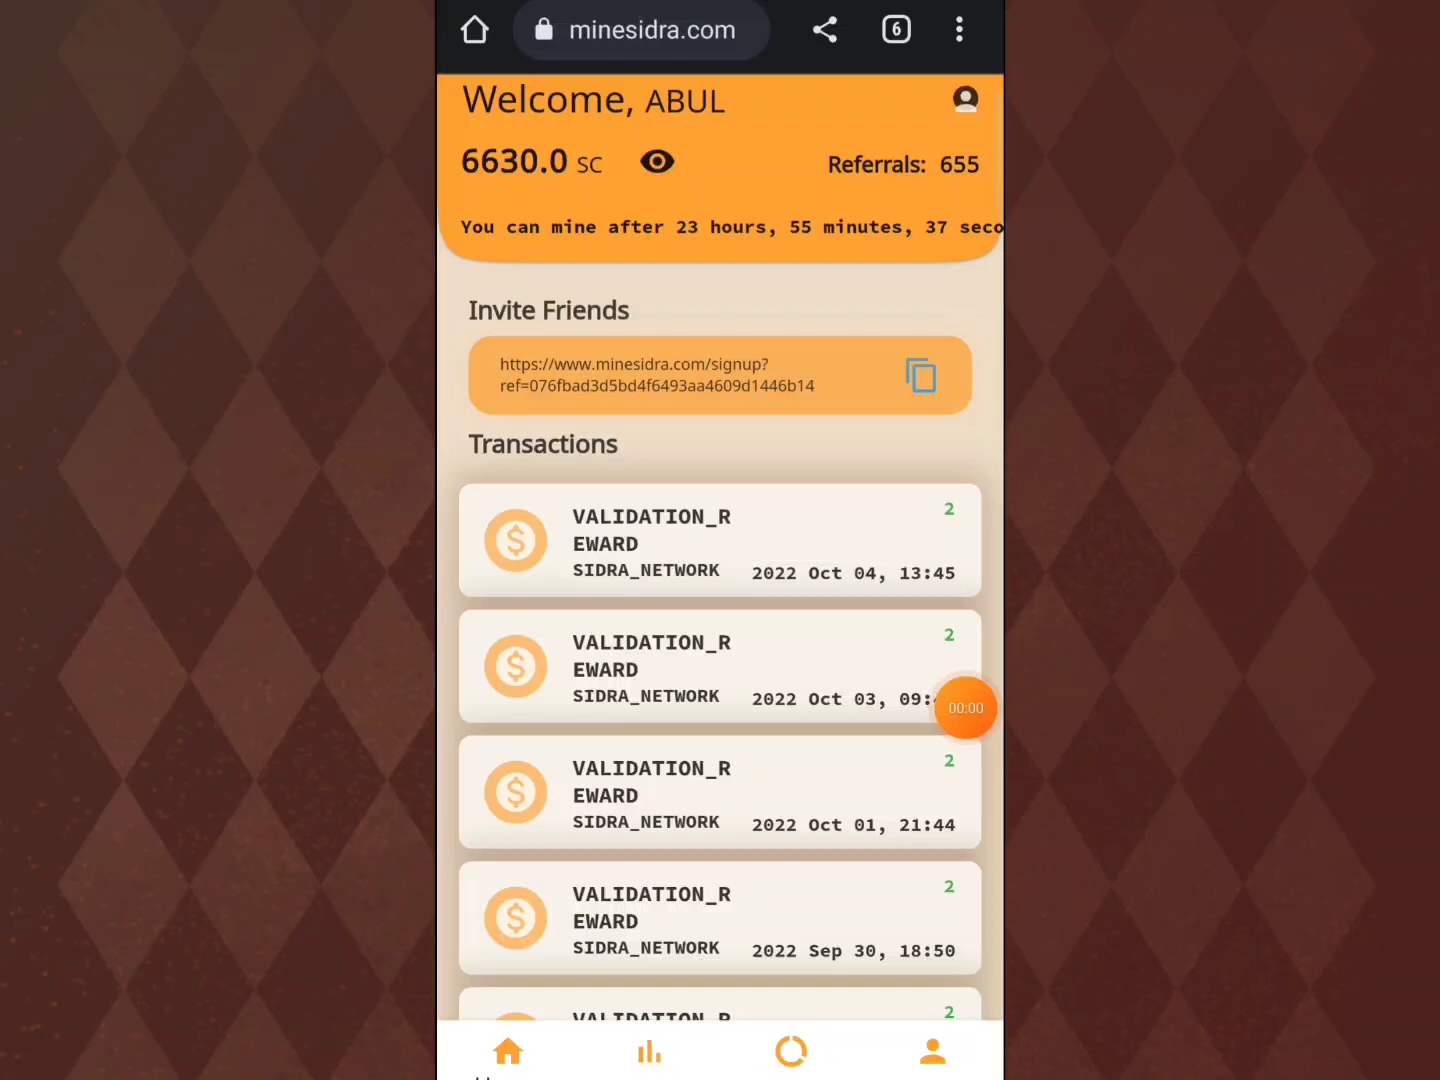 minesidra.com
6
Welcome, ABUL
6630.0 SC
Referrals: 655
You can mine after 23 hours, 55 minutes, 37 seco
Invite Friends
https://www.minesidra.com/signup?
ref=076fbad3d5bd4f6493aa4609d1446b14
Transactions
2
VALIDATION_R
EWARD
SIDRA_NETWORK 2022 Oct 04, 13:45
2
VALIDATION_R
EWARD
SIDRA_NETWORK 2022 Oct 03, 09:
00:00
2
VALIDATION_R
EWARD
SIDRA_NETWORK 2022 Oct 01, 21:44
2
VALIDATION_R
EWARD
SIDRA_NETWORK 2022 Sep 30, 18:50
2
VALIDATION_R